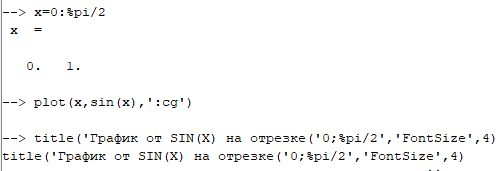 --> x=0:%pi/2
x  =
0.   1.
--> plot(x,sin(x),':cg')
--> title('График от SIN(X) на отрезке('0;%pi/2','FontSize',4)
title('График от SIN(X) на отрезке('0;%pi/2','FontSize',4)